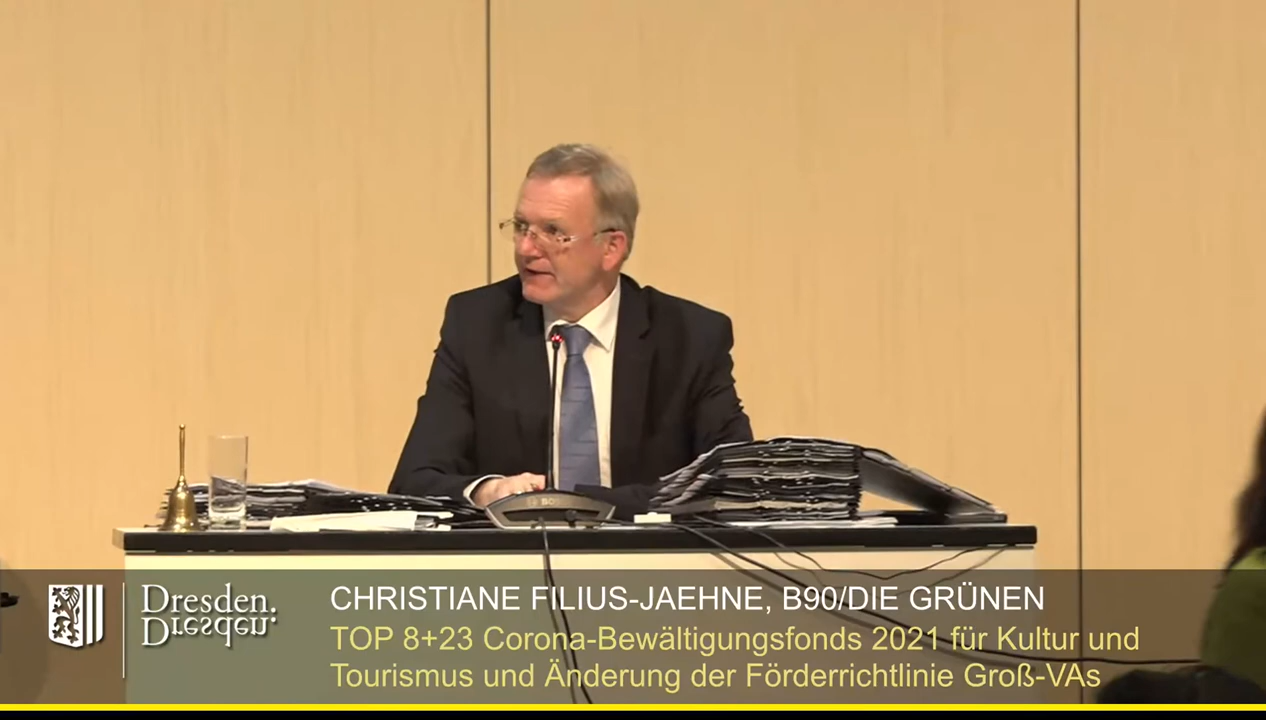 Dresden.
Dresden.
CHRISTIANE FILIUS-JAEHNE, B90/DIE GRÜNEN
TOP 8+23 Corona-Bewältigungsfonds 2021 für Kultur und
Tourismus und Änderung der Förderrichtlinie Groß-VAs